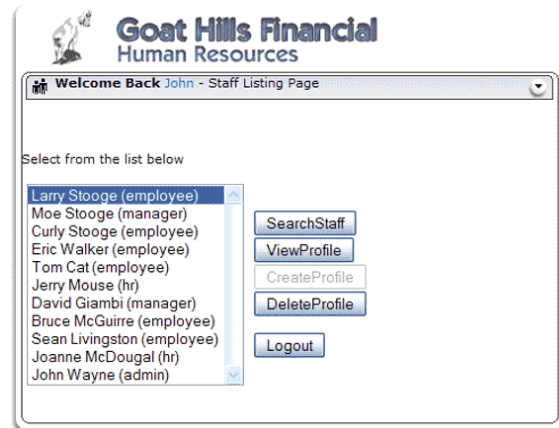 Goat Hills Financial
Human Resources
Welcome Back John - Staff Listing Page
Select from the list below
Larry Stooge (employee)
Moe Stooge (manager)
Curly Stooge (employee)
Eric Walker (employee)
Tom Cat (employee)
Jerry Mouse (hr)
David Giambi (manager)
Bruce McGuirre (employee)
Sean Livingston (employee)
Joanne McDougal (hr)
John Wayne (admin)
SearchStaff
ViewProfile
CreateProfile
DeleteProfile
Logout